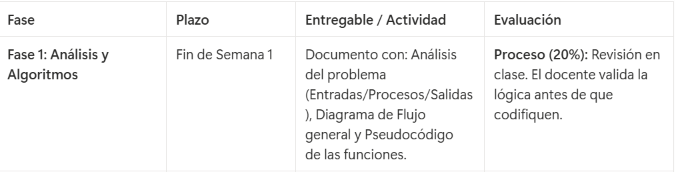 Fase Plazo Entregable / Actividad Evaluación
Fase 1: Análisis y Algoritmos
Fin de Semana 1
Documento con: Análisis
del problema
(Entradas/Procesos/Salidas
), Diagrama de Flujo
general y Pseudocódigo
de las funciones.
Proceso (20%): Revisión en
clase. El docente valida la
lógica antes de que
codifiquen.